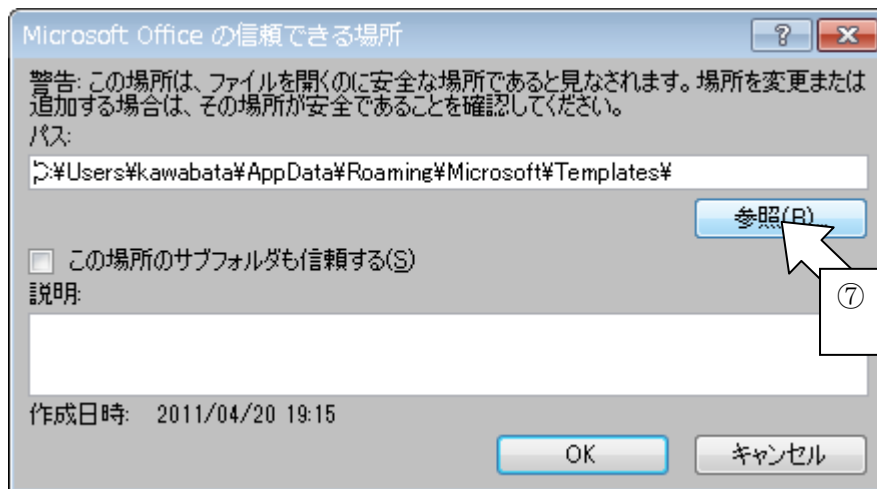 Microsoft Office の信頼できる場所
警告: この場所は、ファイルを開くのに安全な場所であると見なされます。場所を変更または
追加する場合は、その場所が安全であることを確認してください。
パス:
C:¥Users¥kawabata¥AppData¥Roaming¥Microsoft¥Templates¥
参照(B)...
この場所のサブフォルダも信頼する(S)
⑦
説明:
作成日時: 2011/04/20 19:15
OK キャンセル